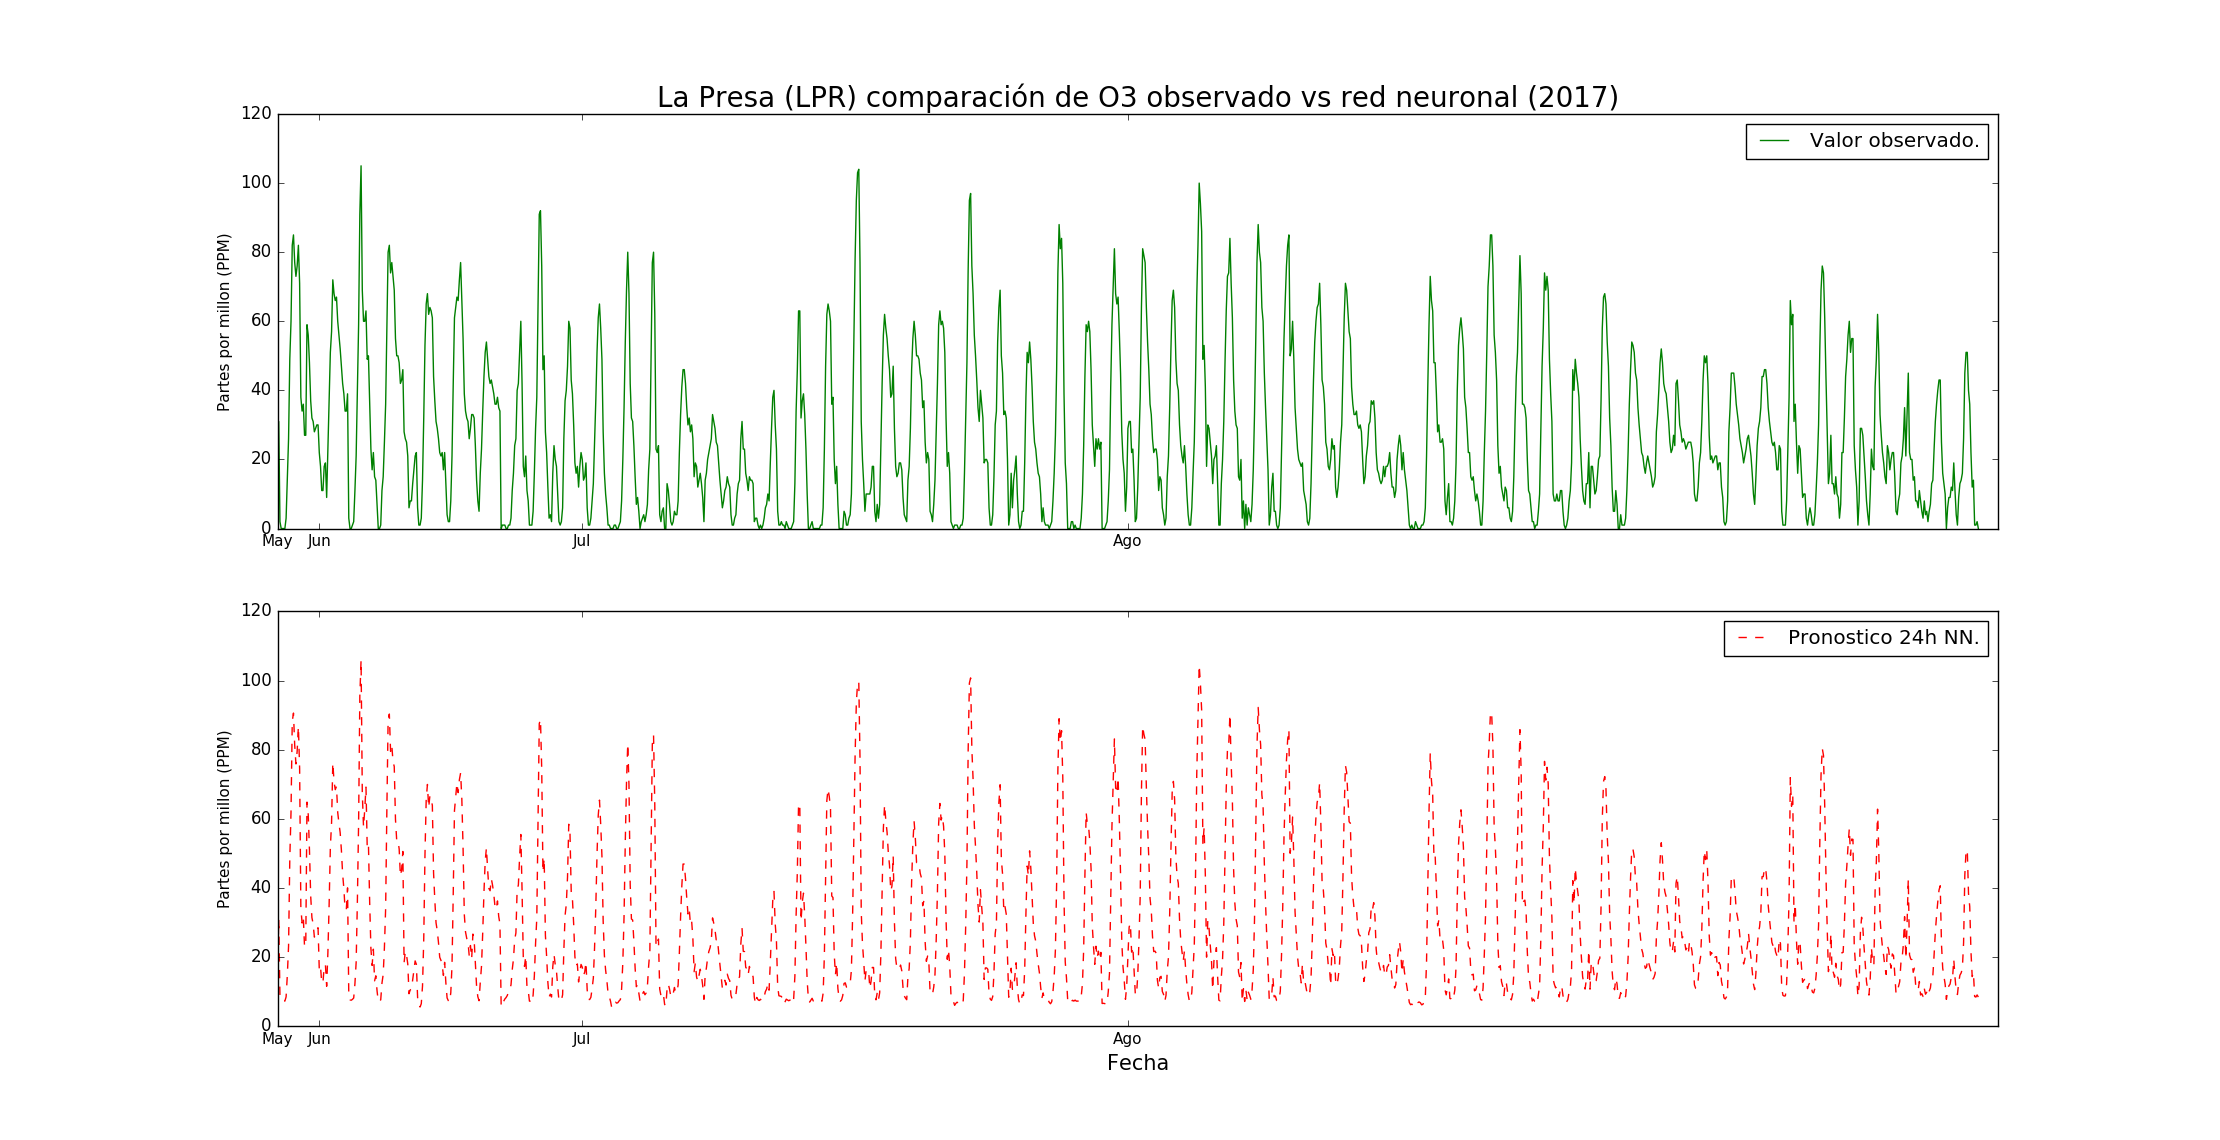 La Presa (LPR) comparación de O3 observado vs red neuronal (2017)
120
100
80
60
40
20
0
Partes por millon (PPM)
Valor observado.
May Jun Jul Ago
120
100
80
60
40
20
0
Partes por millon (PPM)
Pronostico 24h NN.
May Jun Jul Ago
Fecha